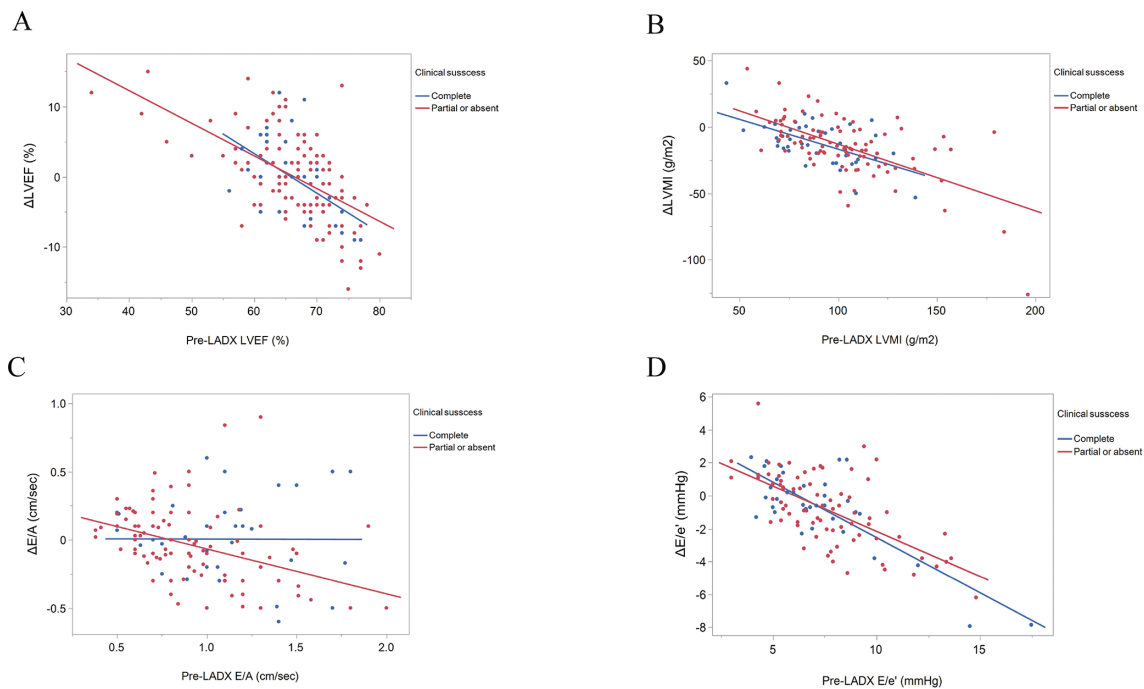 A
Clinical susscess
Complete
Partial or absent
10
0
-10
ΔLVEF (%)
30 40 50 60 70 80
Pre-LADX LVEF (%)
B
Clinical susscess
Complete
Partial or absent
50
0
-50
-100
ΔLVMI (g/m2)
50 100 150 200
Pre-LADX LVMI (g/m2)
C
Clinical susscess
Complete
Partial or absent
1.0
0.5
0
-0.5
ΔE/A (cm/sec)
0.5 1.0 1.5 2.0
Pre-LADX E/A (cm/sec)
D
Clinical susscess
Complete
Partial or absent
6
4
2
0
-2
-4
-6
-8
ΔE/e' (mmHg)
5 10 15
Pre-LADX E/e' (mmHg)